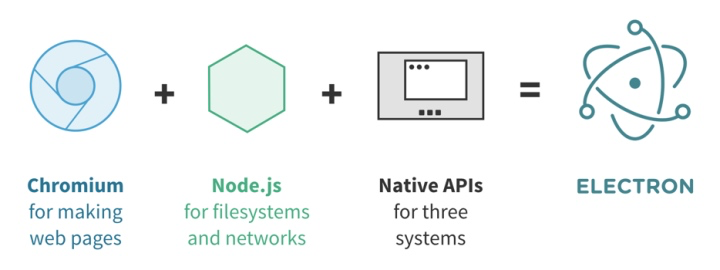 + + =
Chromium
for making
web pages
Node.js
for filesystems
and networks
Native APIs
for three
systems
ELECTRON